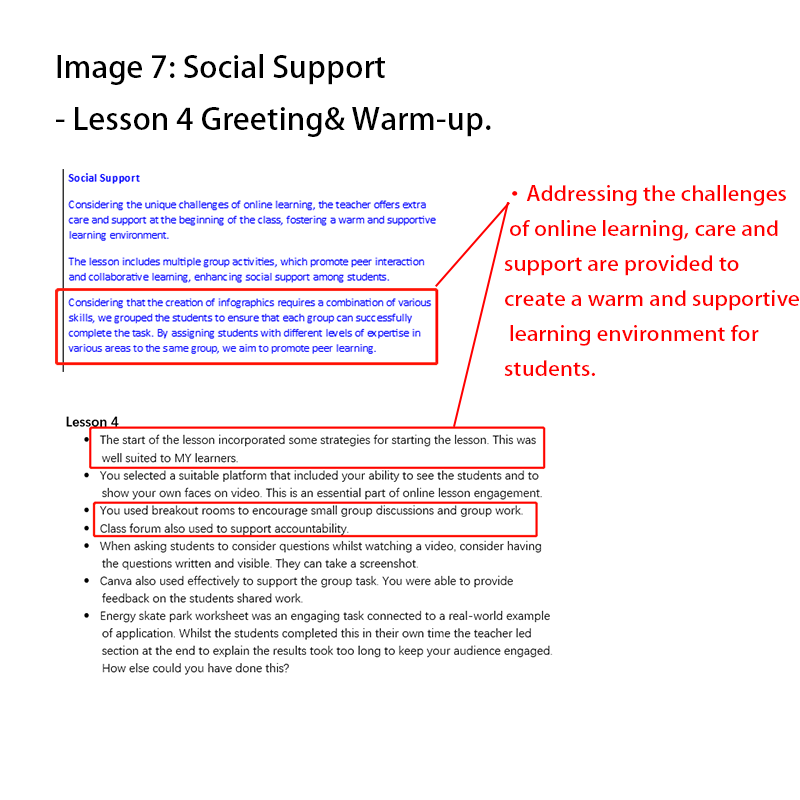 Image 7: Social Support
- Lesson 4 Greeting& Warm-up.
Social Support
Considering the unique challenges of online learning, the teacher offers extra
care and support at the beginning of the class, fostering a warm and supportive
learning environment.
The lesson includes multiple group activities, which promote peer interaction
and collaborative learning, enhancing social support among students.
Considering that the creation of infographics requires a combination of various
skills, we grouped the students to ensure that each group can successfully
complete the task. By assigning students with different levels of expertise in
various areas to the same group, we aim to promote peer learning.
• Addressing the challenges
of online learning, care and
support are provided to
create a warm and supportive
learning environment for
students.
Lesson 4
• The start of the lesson incorporated some strategies for starting the lesson. This was
well suited to MY learners.
• You selected a suitable platform that included your ability to see the students and to
show your own faces on video. This is an essential part of online lesson engagement.
• You used breakout rooms to encourage small group discussions and group work.
• Class forum also used to support accountability.
• When asking students to consider questions whilst watching a video, consider having
the questions written and visible. They can take a screenshot.
• Canva also used effectively to support the group task. You were able to provide
feedback on the students shared work.
• Energy skate park worksheet was an engaging task connected to a real-world example
of application. Whilst the students completed this in their own time the teacher led
section at the end to explain the results took too long to keep your audience engaged.
How else could you have done this?